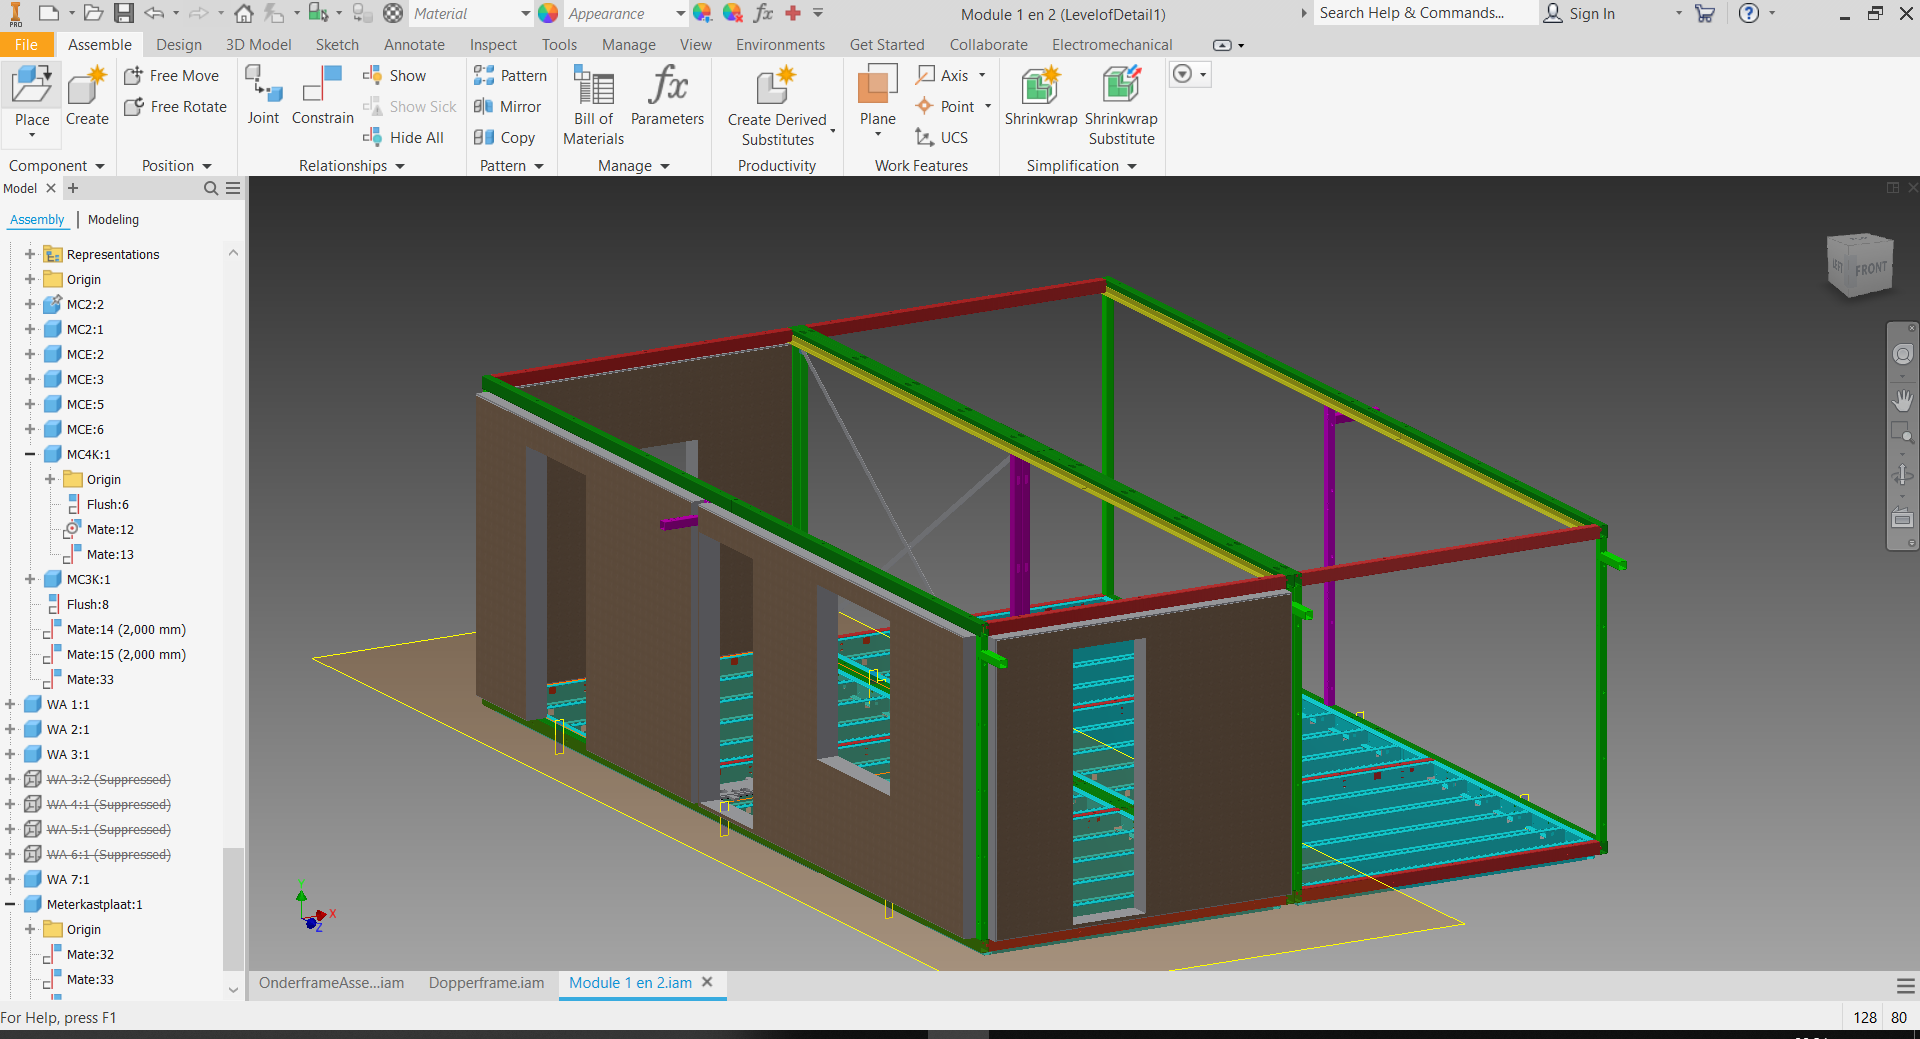 PRO
Material
Appearance
fx
Module 1 en 2 (LevelofDetail1)
Search Help & Commands...
Sign In
?
File
Assemble
Design
3D Model
Sketch
Annotate
Inspect
Tools
Manage
View
Environments
Get Started
Collaborate
Electromechanical
Place
Create
Free Move
Free Rotate
Joint
Constrain
Show
Show Sick
Hide All
Pattern
Mirror
Copy
Bill of
Materials
fx
Parameters
Create Derived
Substitutes
Plane
Axis
Point
UCS
Shrinkwrap
Shrinkwrap
Substitute
Component
Position
Relationships
Pattern
Manage
Productivity
Work Features
Simplification
Model
Assembly | Modeling
Representations
Origin
MC2:2
MC2:1
MCE:2
MCE:3
MCE:5
MCE:6
MC4K:1
Origin
Flush:6
Mate:12
Mate:13
MC3K:1
Flush:8
Mate:14 (2,000 mm)
Mate:15 (2,000 mm)
Mate:33
WA 1:1
WA 2:1
WA 3:1
WA 3:2 (Suppressed)
WA 4:1 (Suppressed)
WA 5:1 (Suppressed)
WA 6:1 (Suppressed)
WA 7:1
Meterkastplaat:1
Origin
Mate:32
Mate:33
LEFT
FRONT
X
Z
OnderframeAsse...iam
Dopperframe.iam
Module 1 en 2.iam
For Help, press F1
128
80